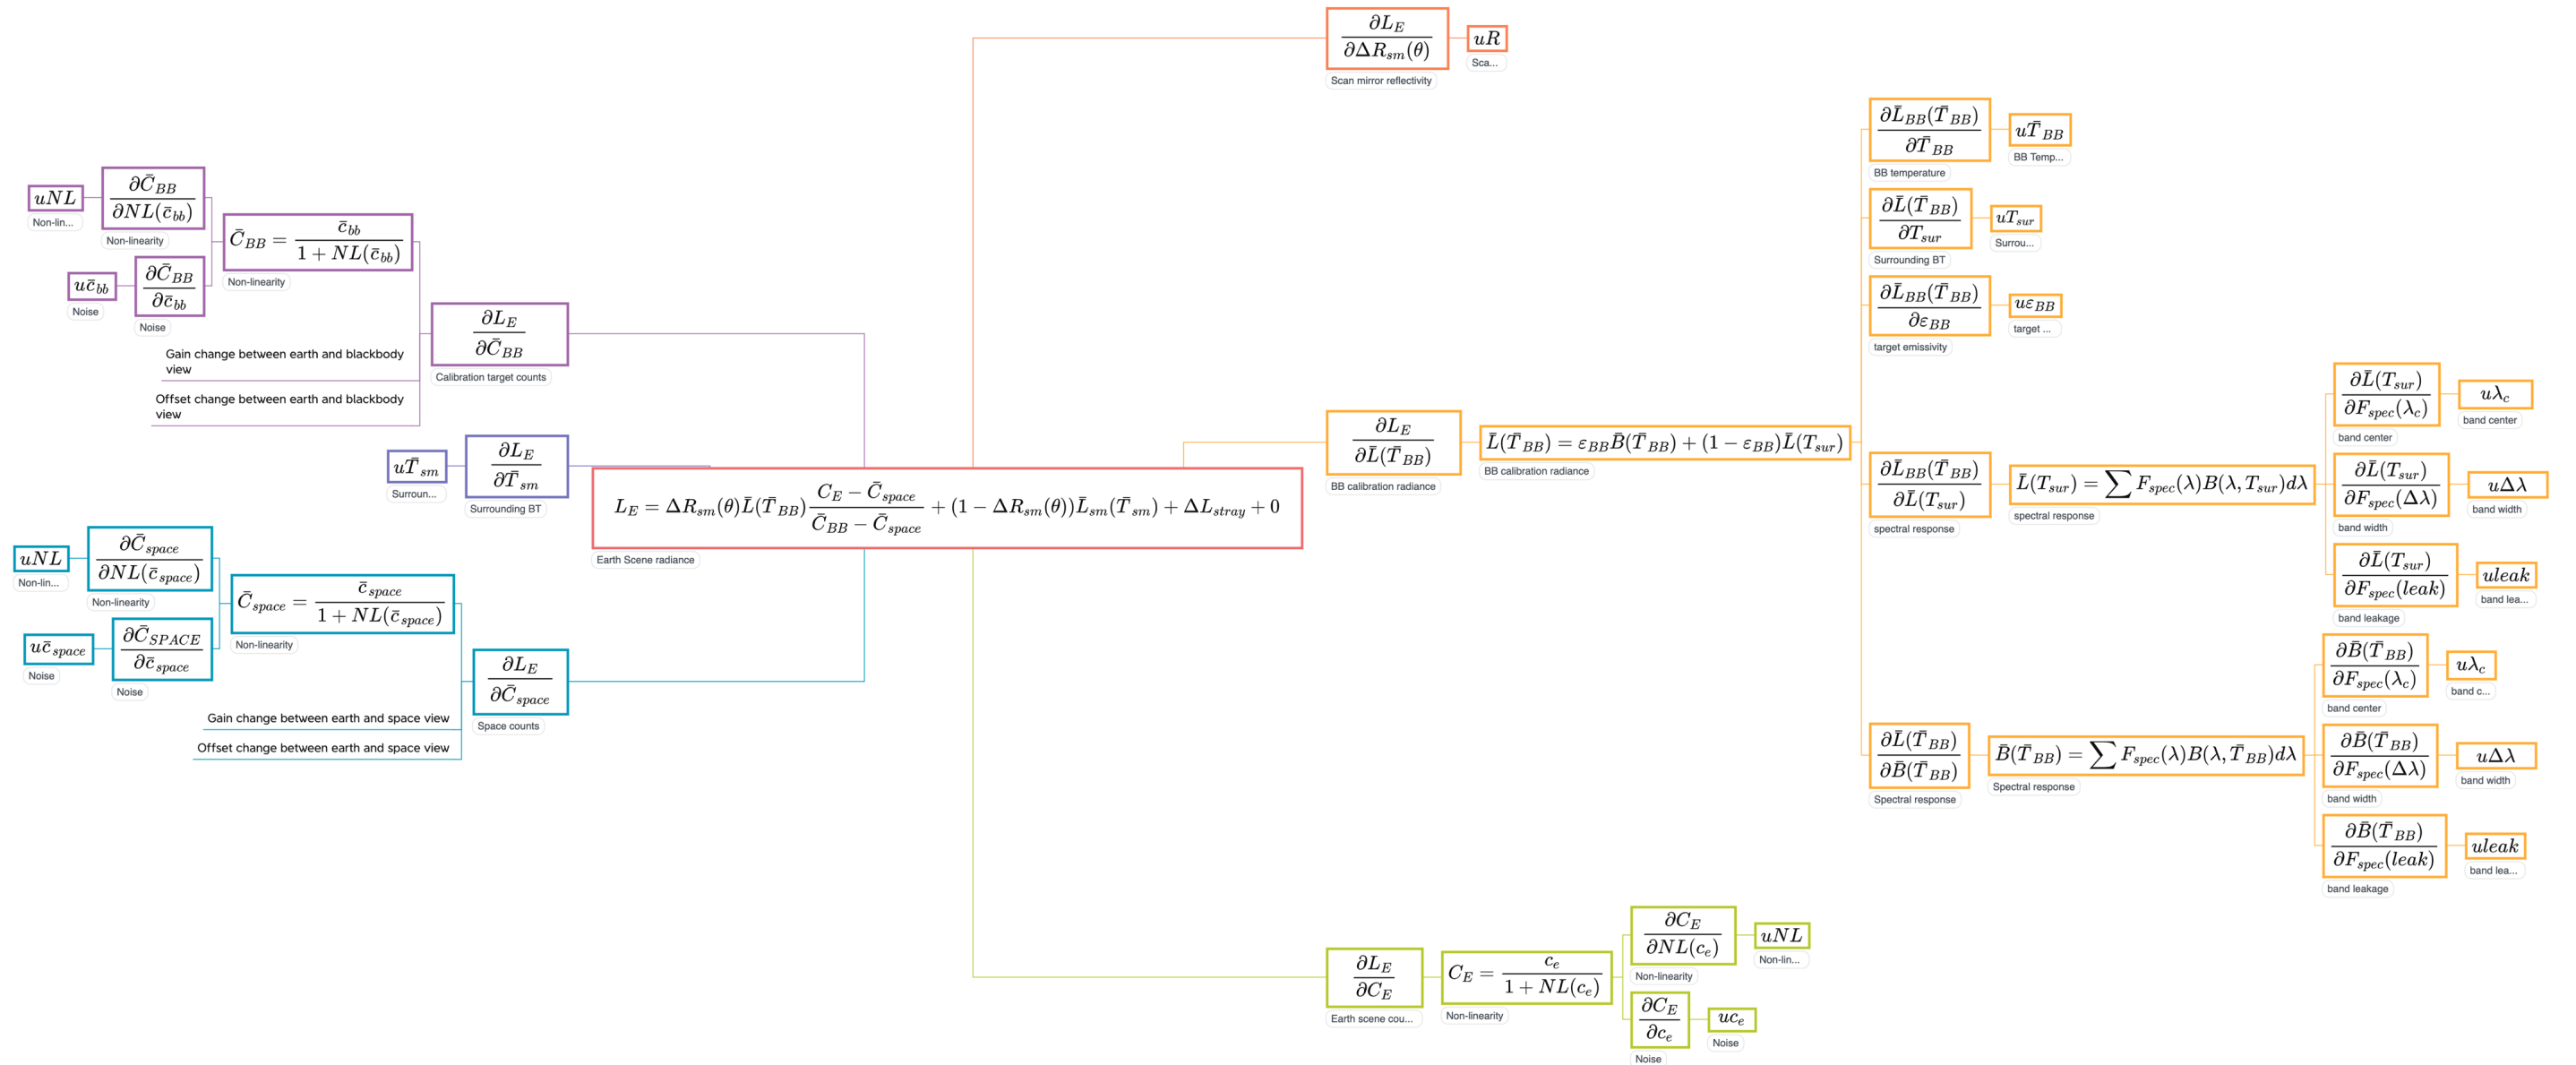 ∂L_E / ∂ΔR_sm(θ)
Scan mirror reflectivity
uR
Sca...
∂L̄_BB(T̄_BB) / ∂T̄_BB
BB temperature
uT̄_BB
BB Temp...
∂L̄(T̄_BB) / ∂T_sur
Surrounding BT
uT_sur
Surrou...
∂L̄_BB(T̄_BB) / ∂ε_BB
target emissivity
uε_BB
target ...
uNL
Non-lin...
∂C̄_BB / ∂NL(c̄_bb)
Non-linearity
C̄_BB = c̄_bb / 1 + NL(c̄_bb)
Non-linearity
uc̄_bb
Noise
∂C̄_BB / ∂c̄_bb
Noise
Gain change between earth and blackbody
view
Offset change between earth and blackbody
view
∂L_E / ∂C̄_BB
Calibration target counts
uT̄_sm
Surroun...
∂L_E / ∂T̄_sm
Surrounding BT
L_E = ΔR_sm(θ)L̄(T̄_BB) C_E − C̄_space / C̄_BB − C̄_space + (1 − ΔR_sm(θ))L̄_sm(T̄_sm) + ΔL_stray + 0
Earth Scene radiance
∂L_E / ∂L̄(T̄_BB)
BB calibration radiance
L̄(T̄_BB) = ε_BB B̄(T̄_BB) + (1 − ε_BB)L̄(T_sur)
BB calibration radiance
∂L̄_BB(T̄_BB) / ∂L̄(T_sur)
spectral response
L̄(T_sur) = ∑ F_spec(λ)B(λ, T_sur)dλ
spectral response
∂L̄(T_sur) / ∂F_spec(λ_c)
band center
uλ_c
band center
∂L̄(T_sur) / ∂F_spec(Δλ)
band width
uΔλ
band width
∂L̄(T_sur) / ∂F_spec(leak)
band leakage
uleak
band lea...
∂L̄(T̄_BB) / ∂B̄(T̄_BB)
Spectral response
B̄(T̄_BB) = ∑ F_spec(λ)B(λ, T̄_BB)dλ
Spectral response
∂B̄(T̄_BB) / ∂F_spec(λ_c)
band center
uλ_c
band c...
∂B̄(T̄_BB) / ∂F_spec(Δλ)
band width
uΔλ
band width
∂B̄(T̄_BB) / ∂F_spec(leak)
band leakage
uleak
band lea...
uNL
Non-lin...
∂C̄_space / ∂NL(c̄_space)
Non-linearity
C̄_space = c̄_space / 1 + NL(c̄_space)
Non-linearity
uc̄_space
Noise
∂C̄_SPACE / ∂c̄_space
Noise
Gain change between earth and space view
Offset change between earth and space view
∂L_E / ∂C̄_space
Space counts
∂L_E / ∂C_E
Earth scene cou...
C_E = c_e / 1 + NL(c_e)
Non-linearity
∂C_E / ∂NL(c_e)
Non-linearity
uNL
Non-lin...
∂C_E / ∂c_e
Noise
uc_e
Noise